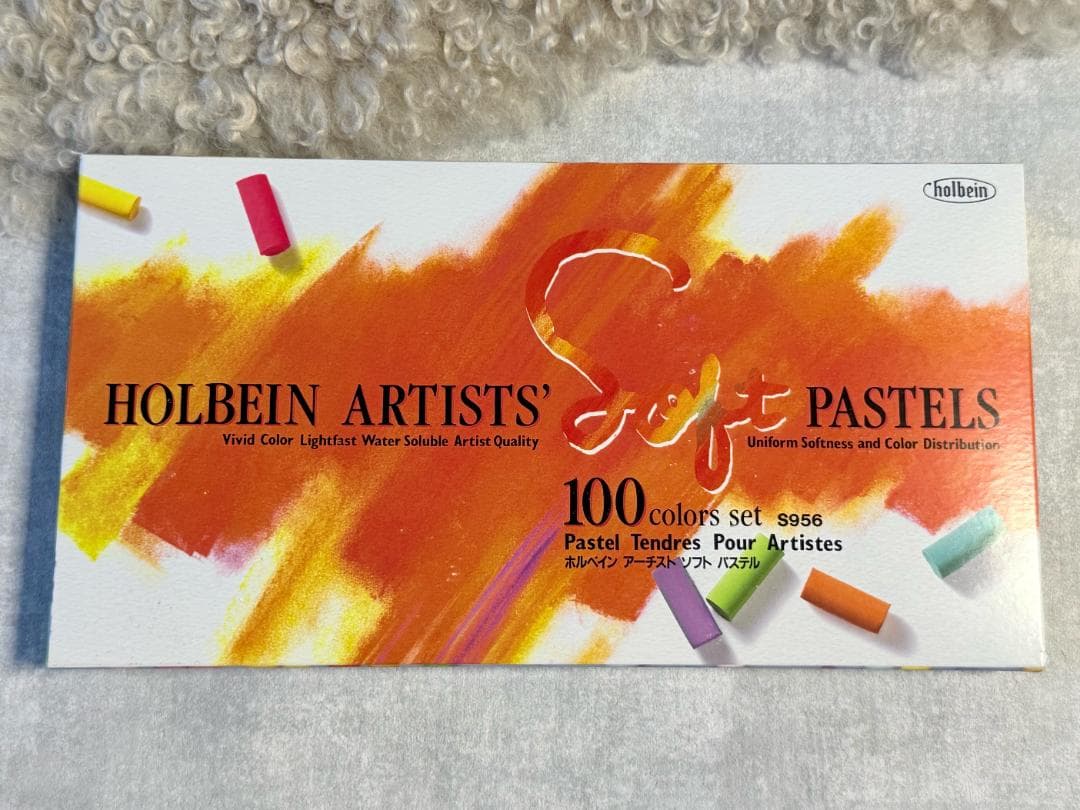 holbein
HOLBEIN ARTISTS' Soft PASTELS
Vivid Color Lightfast Water Soluble Artist Quality
Uniform Softness and Color Distribution
100 colors set S956
Pastel Tendres Pour Artistes
ホルベイン アーチスト ソフト パステル